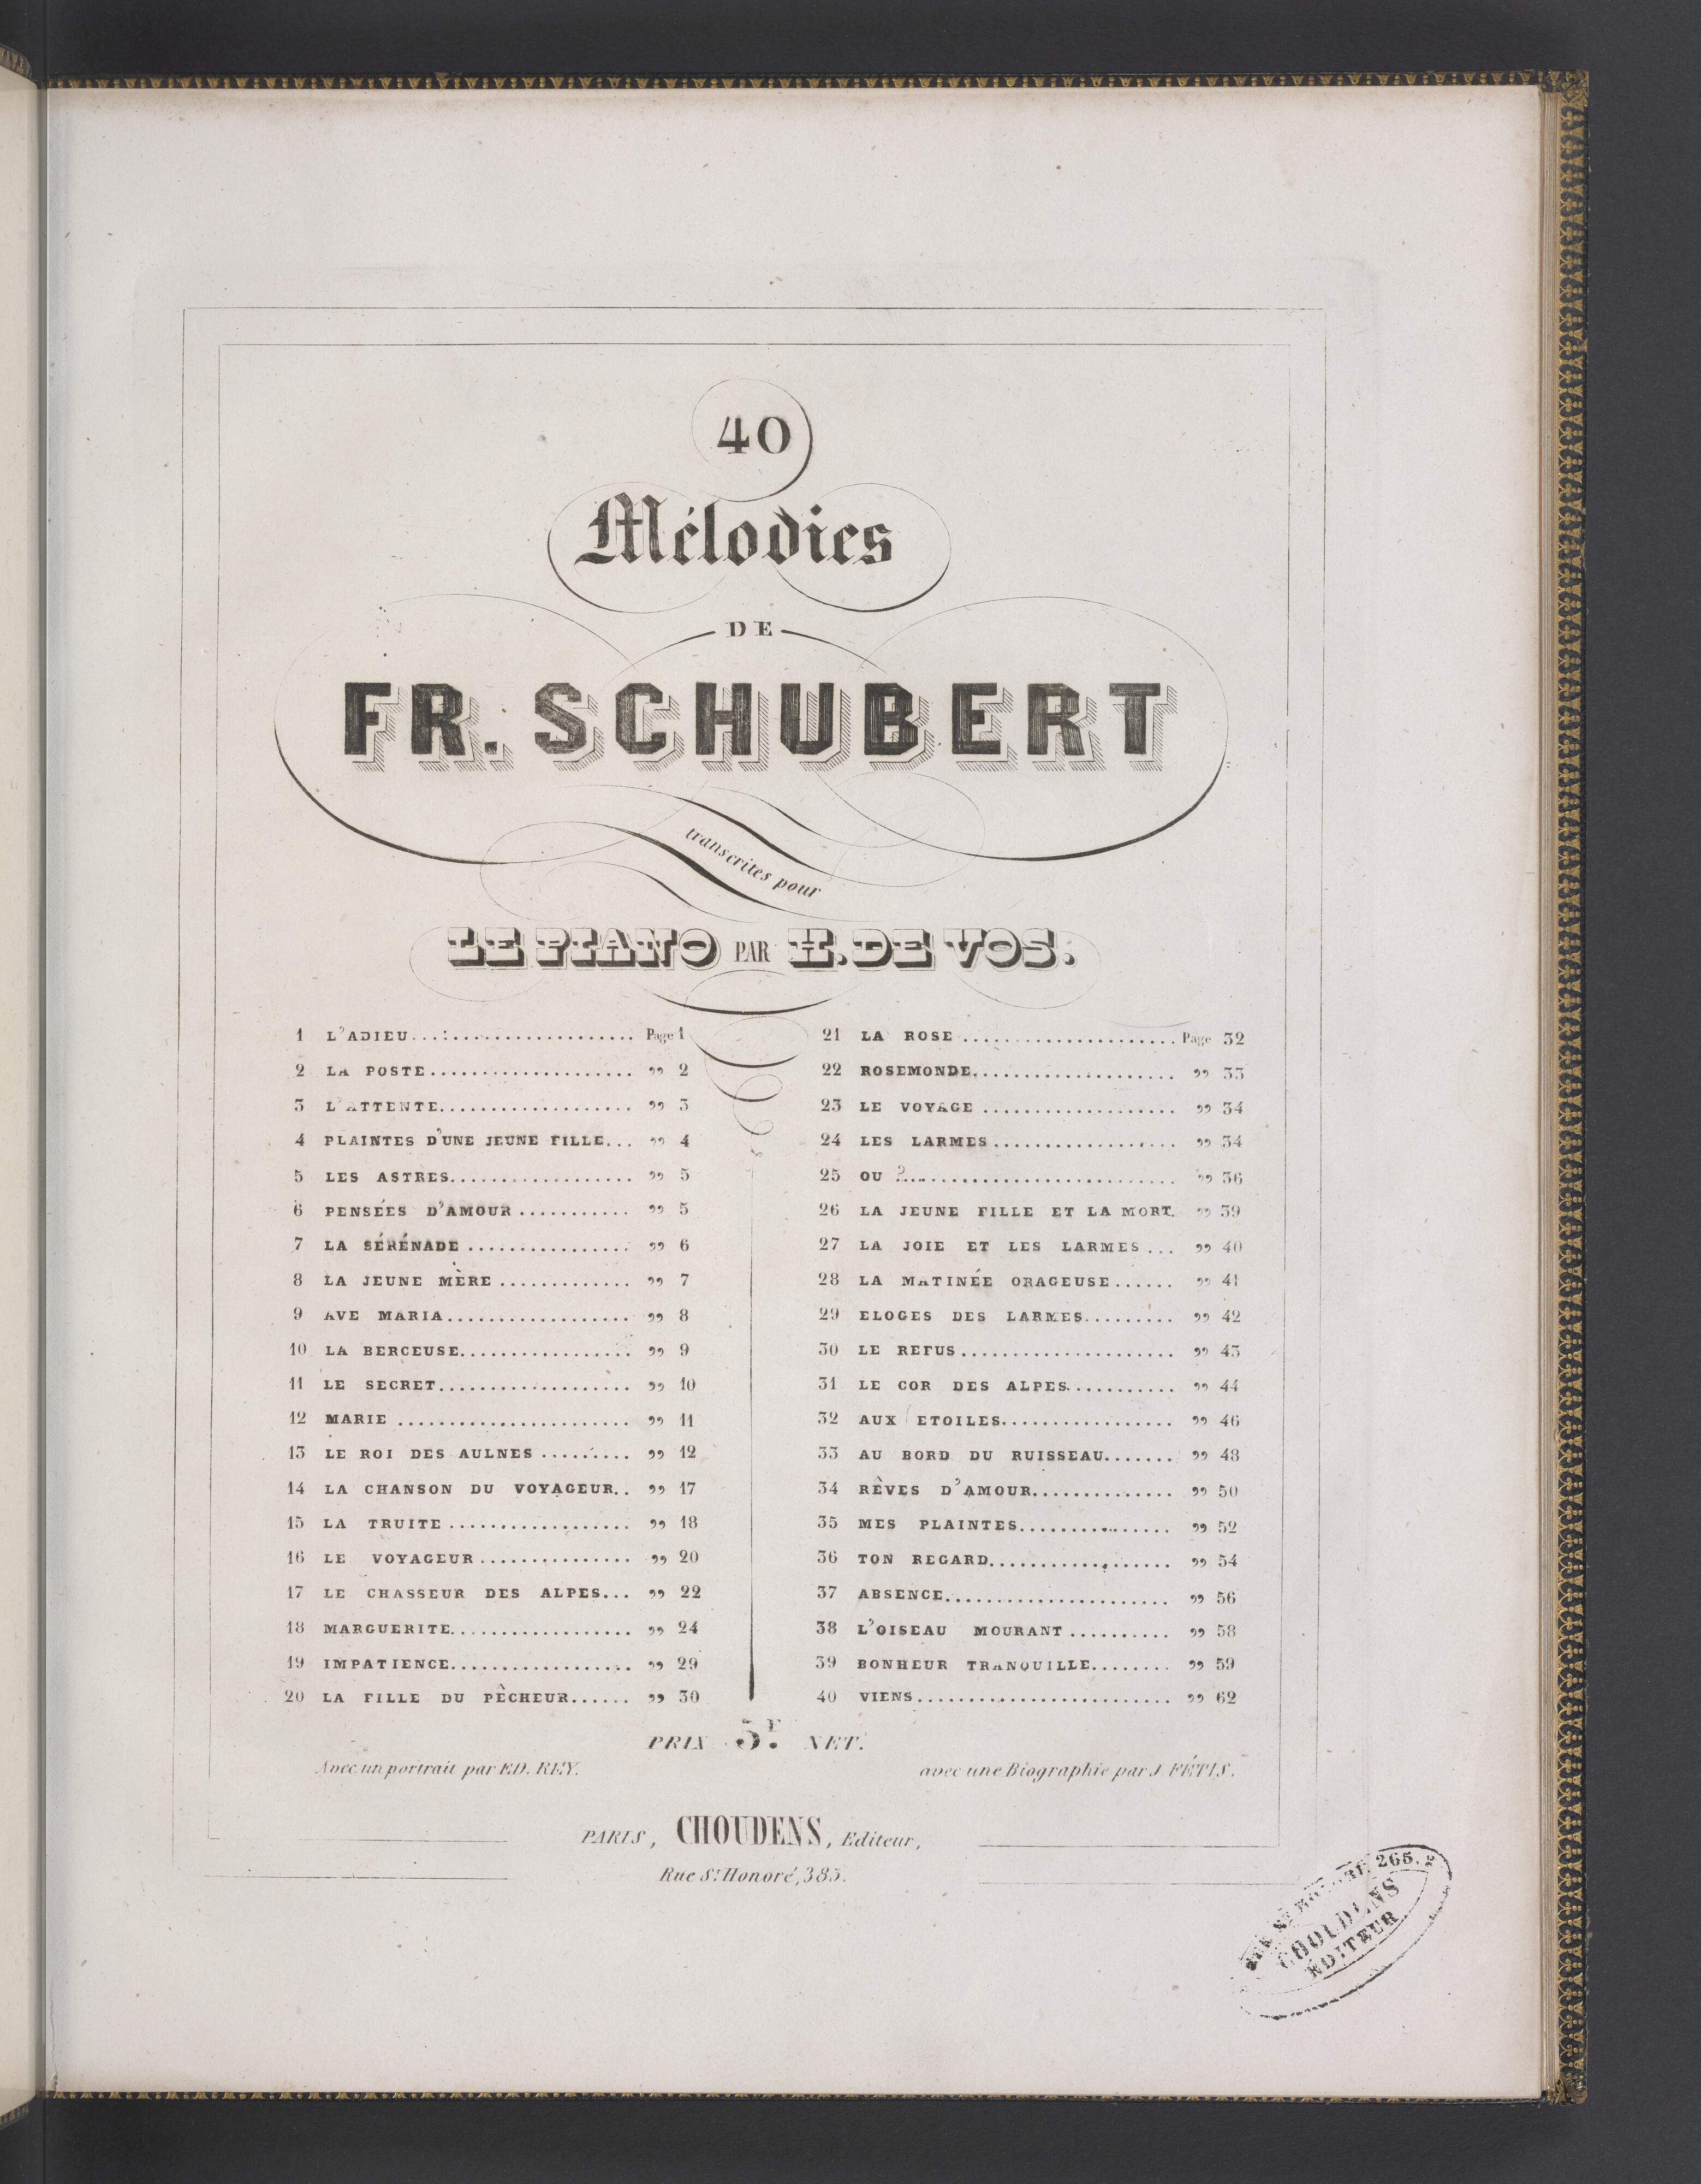 40
Mélodies
DE
FR. SCHUBERT
transcrites pour
LE PIANO PAR H. DE VOS.
1 L'ADIEU ........ Page 1
2 LA POSTE ........ " 2
3 L'ATTENTE ........ " 3
4 PLAINTES D'UNE JEUNE FILLE ... " 4
5 LES ASTRES ........ " 5
6 PENSÉES D'AMOUR ........ " 5
7 LA SÉRÉNADE ........ " 6
8 LA JEUNE MÈRE ........ " 7
9 AVE MARIA ........ " 8
10 LA BERCEUSE ........ " 9
11 LE SECRET ........ " 10
12 MARIE ........ " 11
13 LE ROI DES AULNES ........ " 12
14 LA CHANSON DU VOYAGEUR .. " 17
15 LA TRUITE ........ " 18
16 LE VOYAGEUR ........ " 20
17 LE CHASSEUR DES ALPES ... " 22
18 MARGUERITE ........ " 24
19 IMPATIENCE ........ " 29
20 LA FILLE DU PÊCHEUR ...... " 30
21 LA ROSE ........ Page 32
22 ROSEMONDE ........ " 33
23 LE VOYAGE ........ " 34
24 LES LARMES ........ " 34
25 OU ? ........ " 36
26 LA JEUNE FILLE ET LA MORT. " 39
27 LA JOIE ET LES LARMES ... " 40
28 LA MATINÉE ORAGEUSE ...... " 41
29 ELOGES DES LARMES ........ " 42
30 LE REFUS ........ " 43
31 LE COR DES ALPES ........ " 44
32 AUX ETOILES ........ " 46
33 AU BORD DU RUISSEAU ....... " 48
34 RÊVES D'AMOUR ........ " 50
35 MES PLAINTES ........ " 52
36 TON REGARD ........ " 54
37 ABSENCE ........ " 56
38 L'OISEAU MOURANT ........ " 58
39 BONHEUR TRANQUILLE ........ " 59
40 VIENS ........ " 62
PRIX 5F. NET.
Avec un portrait par ED. REY.
avec une Biographie par J FÉTIS.
PARIS, CHOUDENS, Editeur,
Rue St. Honoré, 385.
RUE St HONORÉ 265.
CHOUDENS
ÉDITEUR